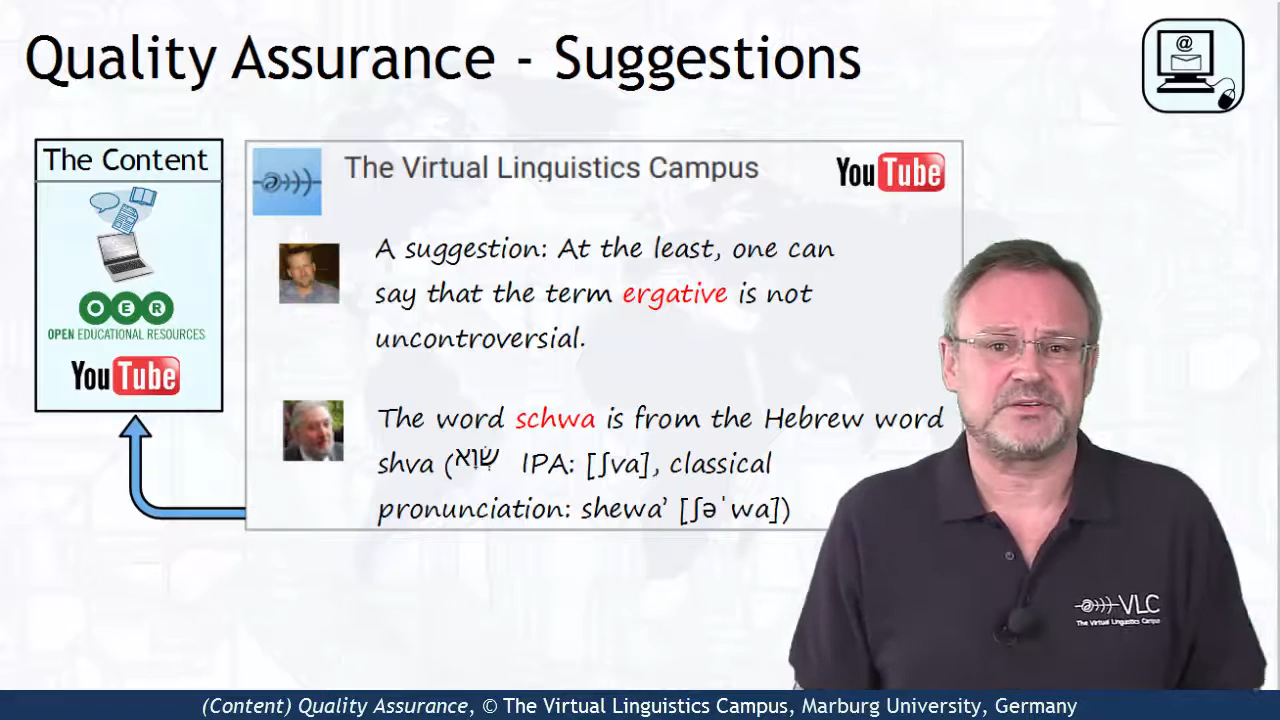 Quality Assurance - Suggestions
@
The Content
OER
OPEN EDUCATIONAL RESOURCES
YouTube
The Virtual Linguistics Campus
YouTube
A suggestion: At the least, one can
say that the term ergative is not
uncontroversial.
The word schwa is from the Hebrew word
shva (שְׁוָא IPA: [ʃva], classical
pronunciation: shewa’ [ʃəˈwa])
VLC
The Virtual Linguistics Campus
(Content) Quality Assurance, © The Virtual Linguistics Campus, Marburg University, Germany